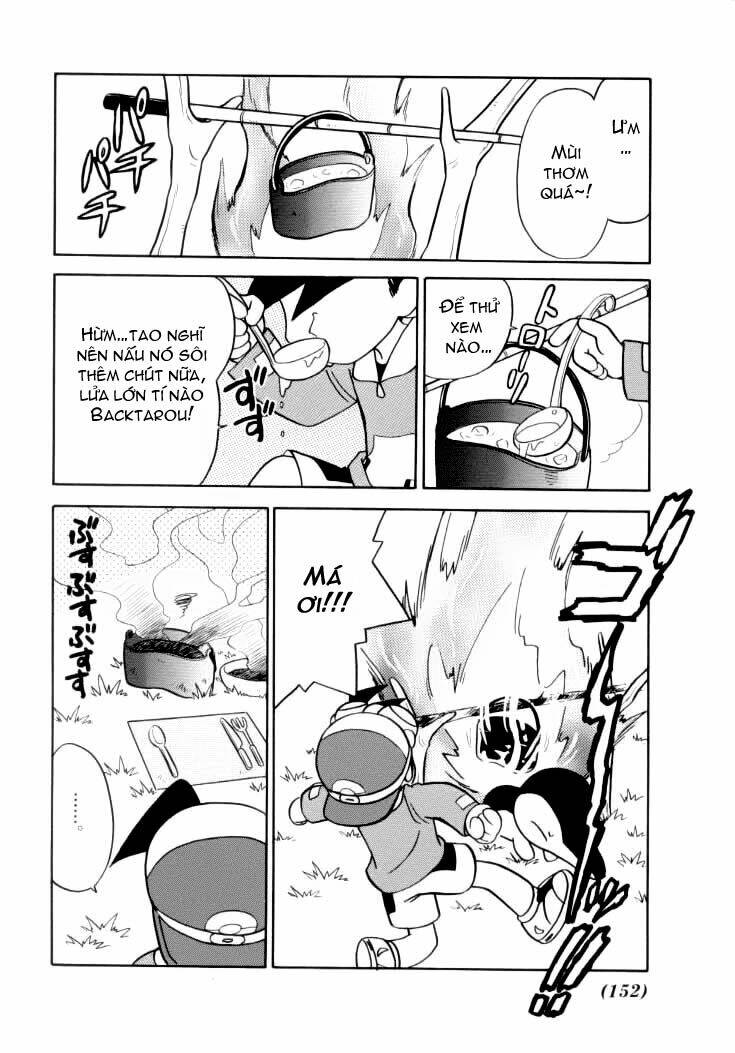 Ưm
...
Mùi
thơm
quá~!
パチ
パチ
Để thử
xem
nào...
トロ
Hừm...tao nghĩ
nên nấu nó sôi
thêm chút nữa,
lửa lớn tí nào
Backtarou!
ずず
Má
ơi!!!
ゴー!!
!!
ぶすぶすぶすす
.......
(152)